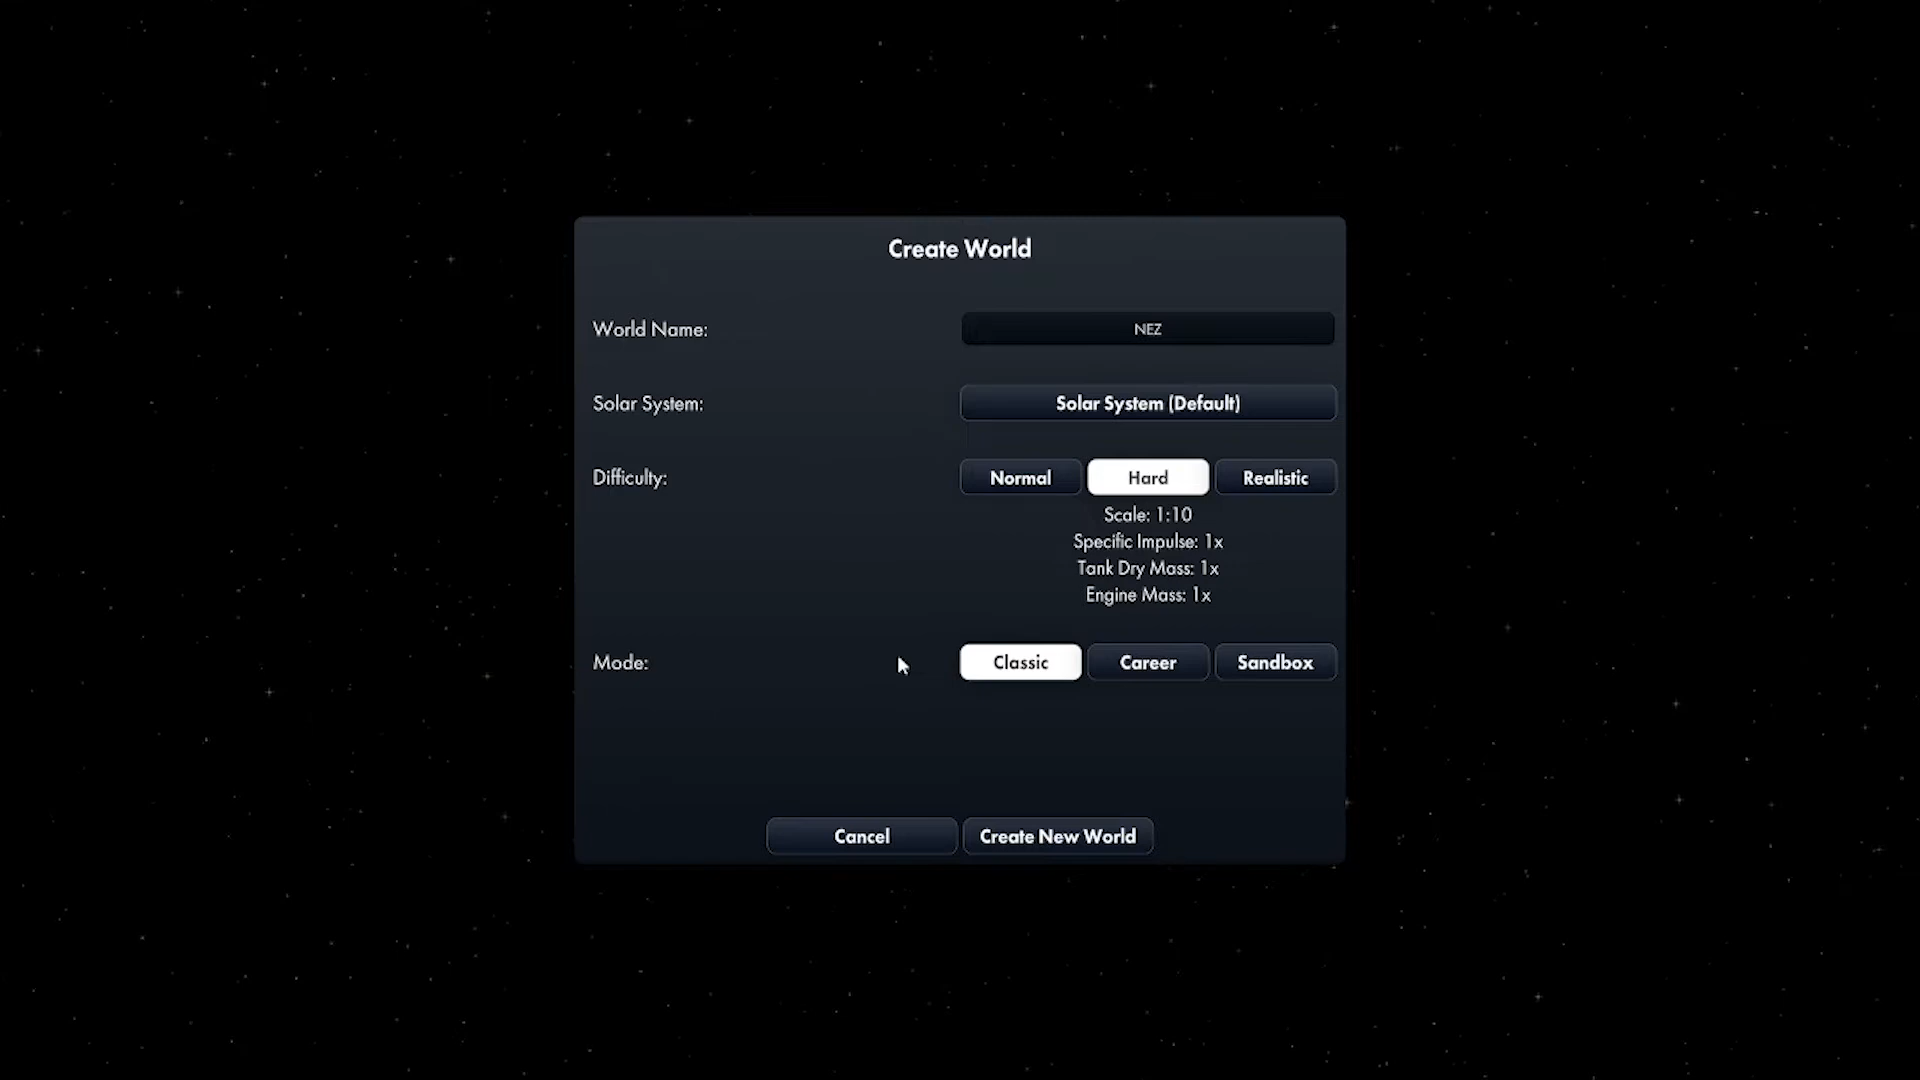 Create World
World Name: NEZ
Solar System: Solar System (Default)
Difficulty: Normal Hard Realistic
Scale: 1:10
Specific Impulse: 1x
Tank Dry Mass: 1x
Engine Mass: 1x
Mode: Classic Career Sandbox
Cancel Create New World